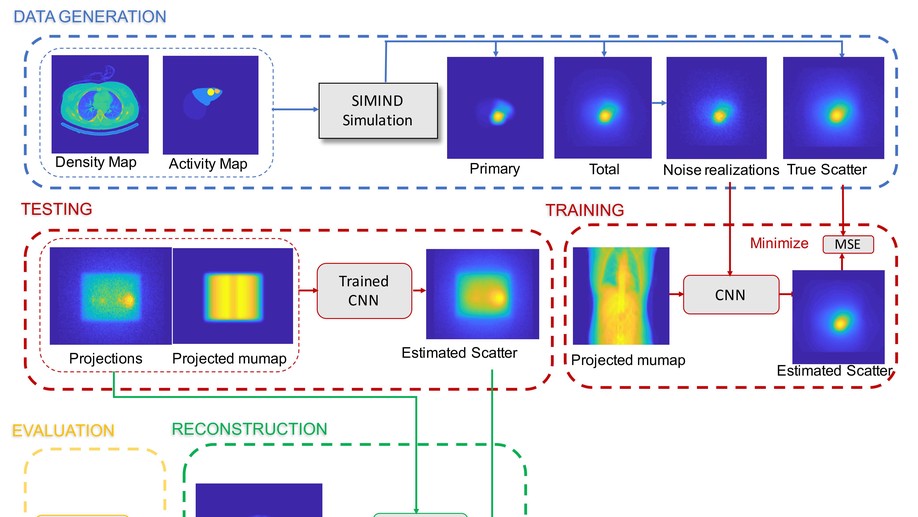 DATA GENERATION
SIMIND
Simulation
Density Map
Activity Map
Primary
Total
Noise realizations
True Scatter
TESTING
TRAINING
Minimize
MSE
Trained
CNN
CNN
Projections
Projected mumap
Estimated Scatter
Projected mumap
Estimated Scatter
EVALUATION
RECONSTRUCTION